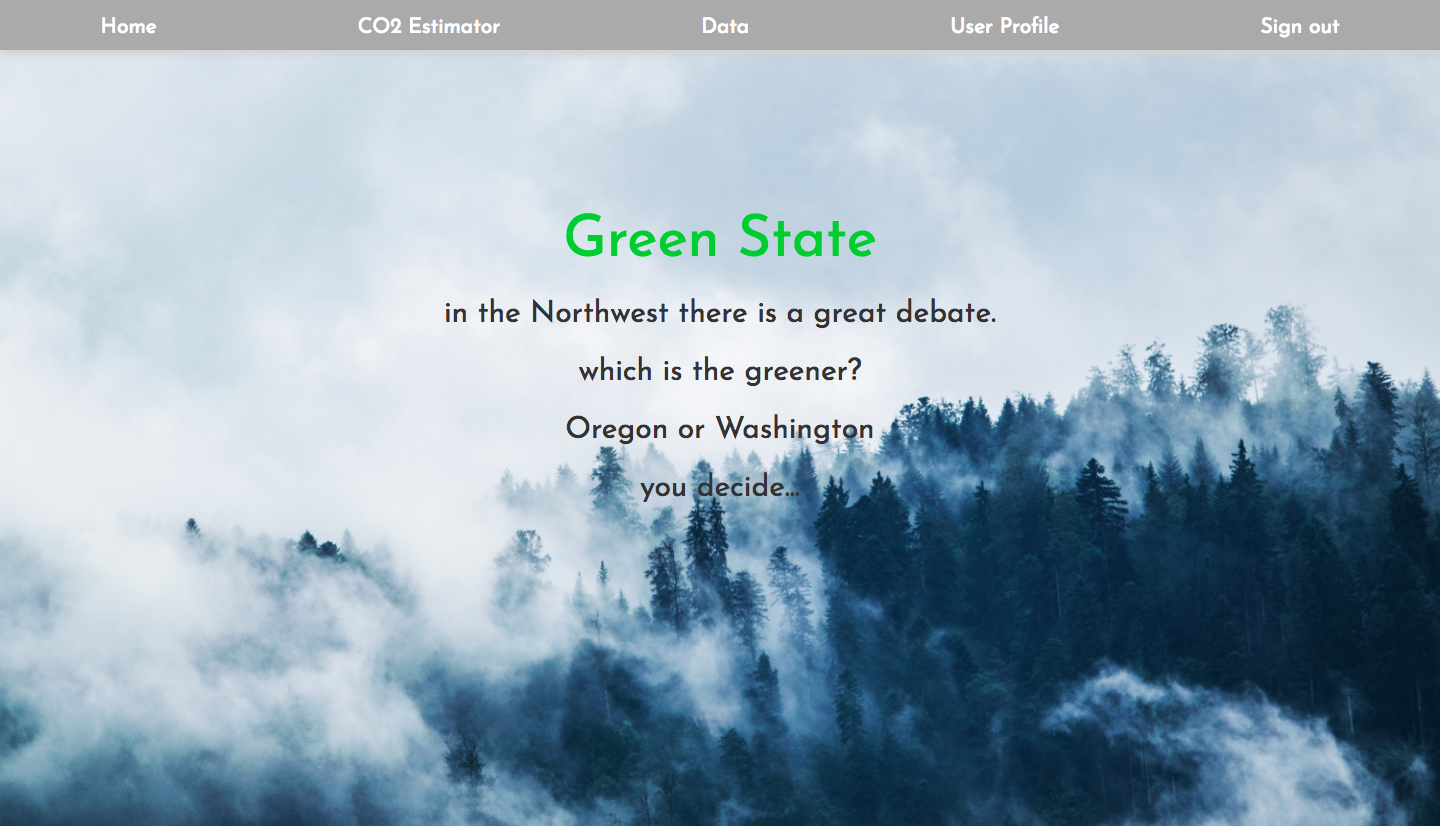 Home CO2 Estimator Data User Profile Sign out
Green State
in the Northwest there is a great debate.
which is the greener?
Oregon or Washington
you decide...